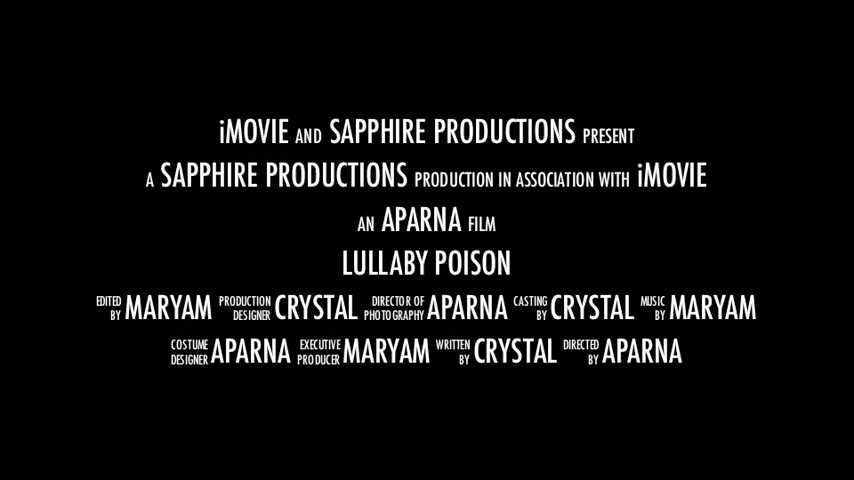 iMOVIE AND SAPPHIRE PRODUCTIONS PRESENT
A SAPPHIRE PRODUCTIONS PRODUCTION IN ASSOCIATION WITH iMOVIE
AN APARNA FILM
LULLABY POISON
EDITED BY MARYAM PRODUCTION DESIGNER CRYSTAL DIRECTOR OF PHOTOGRAPHY APARNA CASTING BY CRYSTAL MUSIC BY MARYAM
COSTUME DESIGNER APARNA EXECUTIVE PRODUCER MARYAM WRITTEN BY CRYSTAL DIRECTED BY APARNA